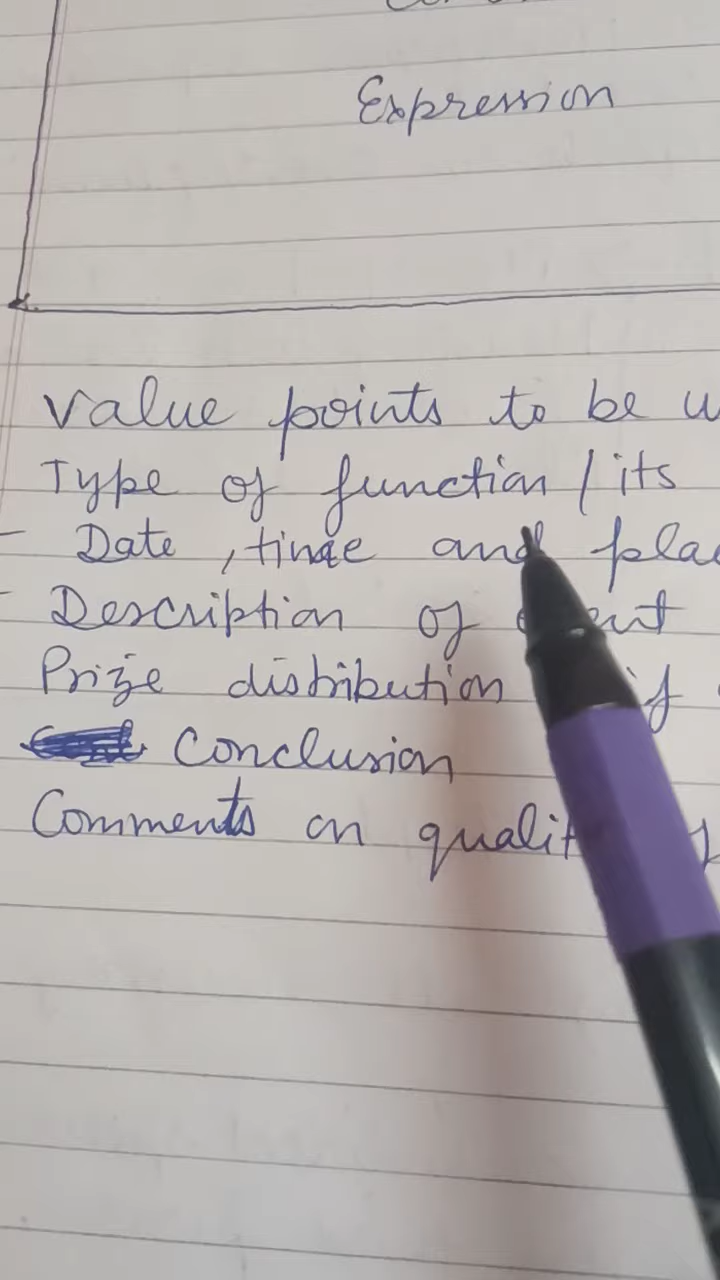 Expression
Value points to be
Type of function / its
- Date, time and
- Description of
Prize distribution if
Conclusion
Comments on